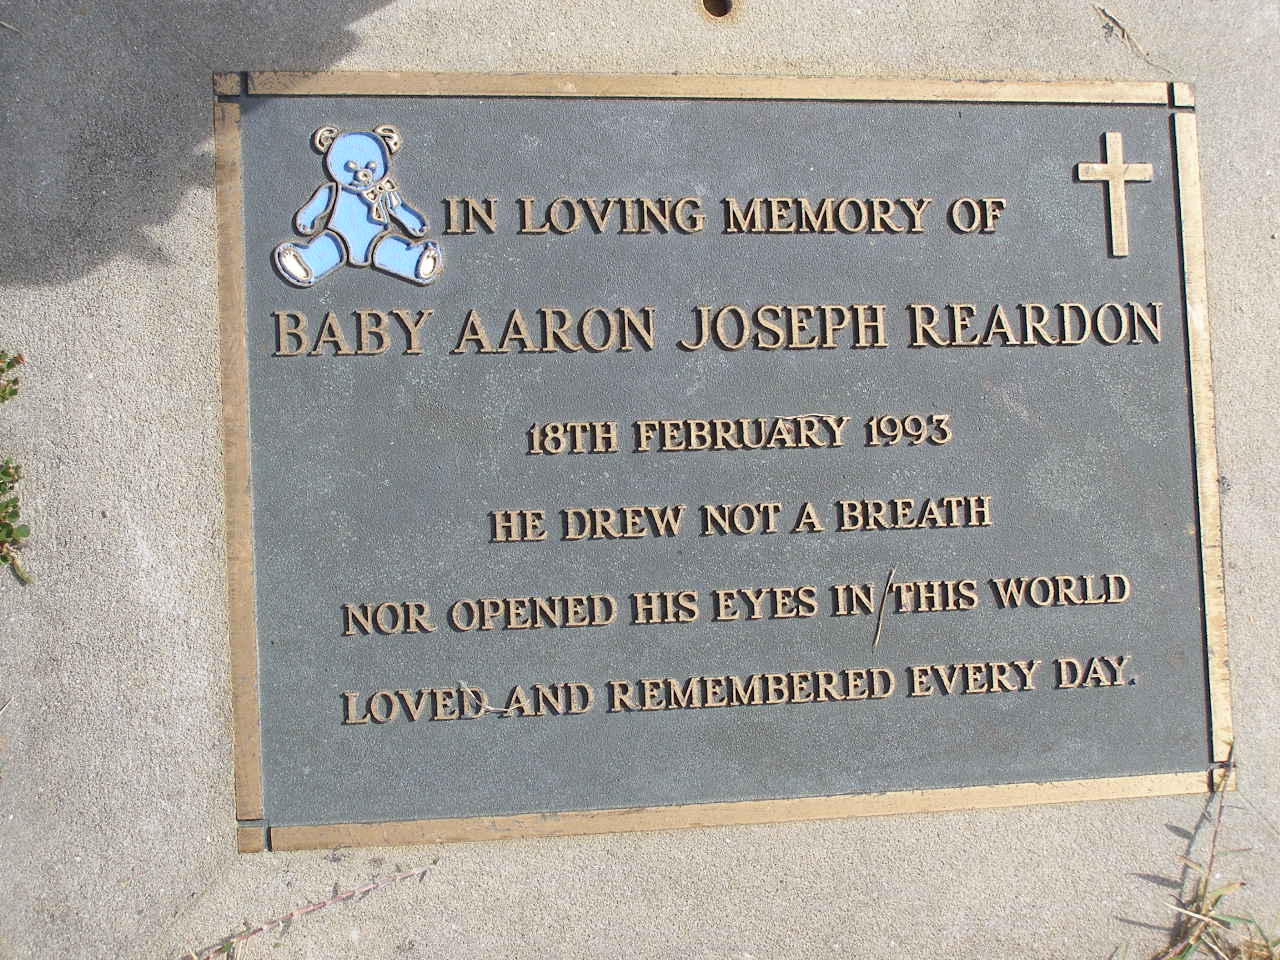 IN LOVING MEMORY OF
BABY AARON JOSEPH REARDON
18TH FEBRUARY 1993
HE DREW NOT A BREATH
NOR OPENED HIS EYES IN THIS WORLD
LOVED AND REMEMBERED EVERY DAY.